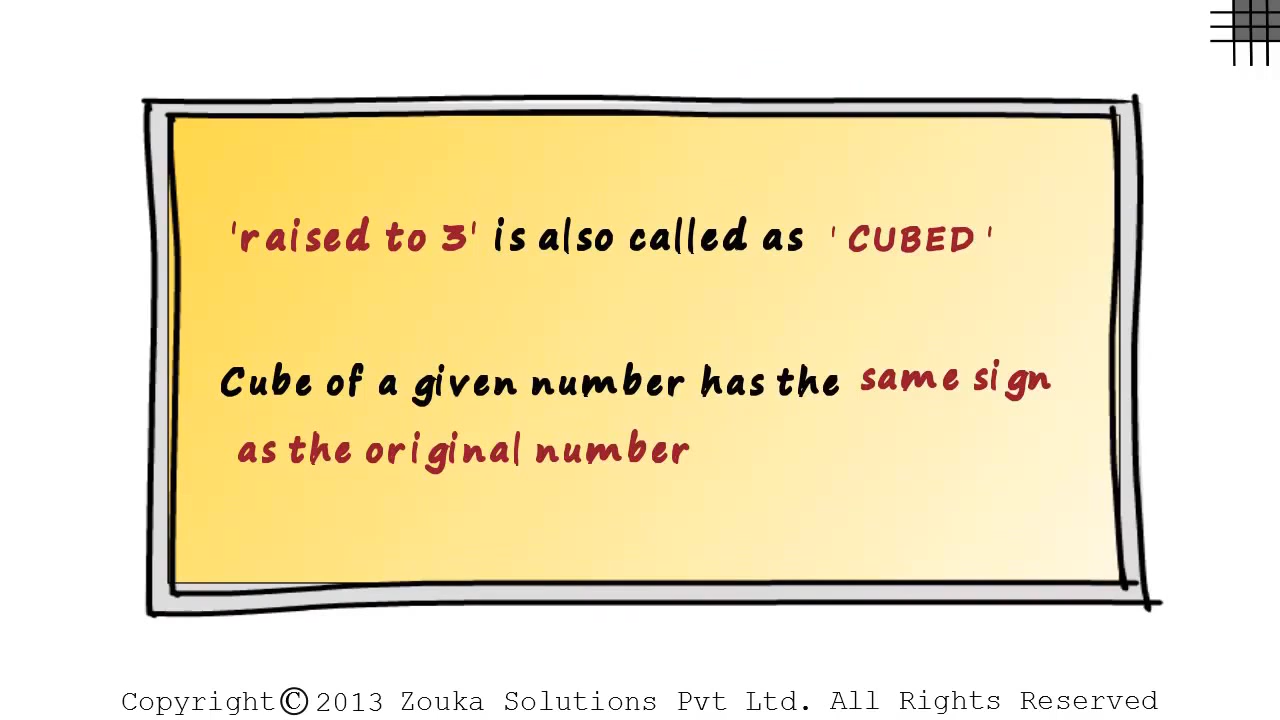 'raised to 3' is also called as ' CUBED '
Cube of a given number has the same sign
as the original number
Copyright © 2013 Zouka Solutions Pvt Ltd. All Rights Reserved